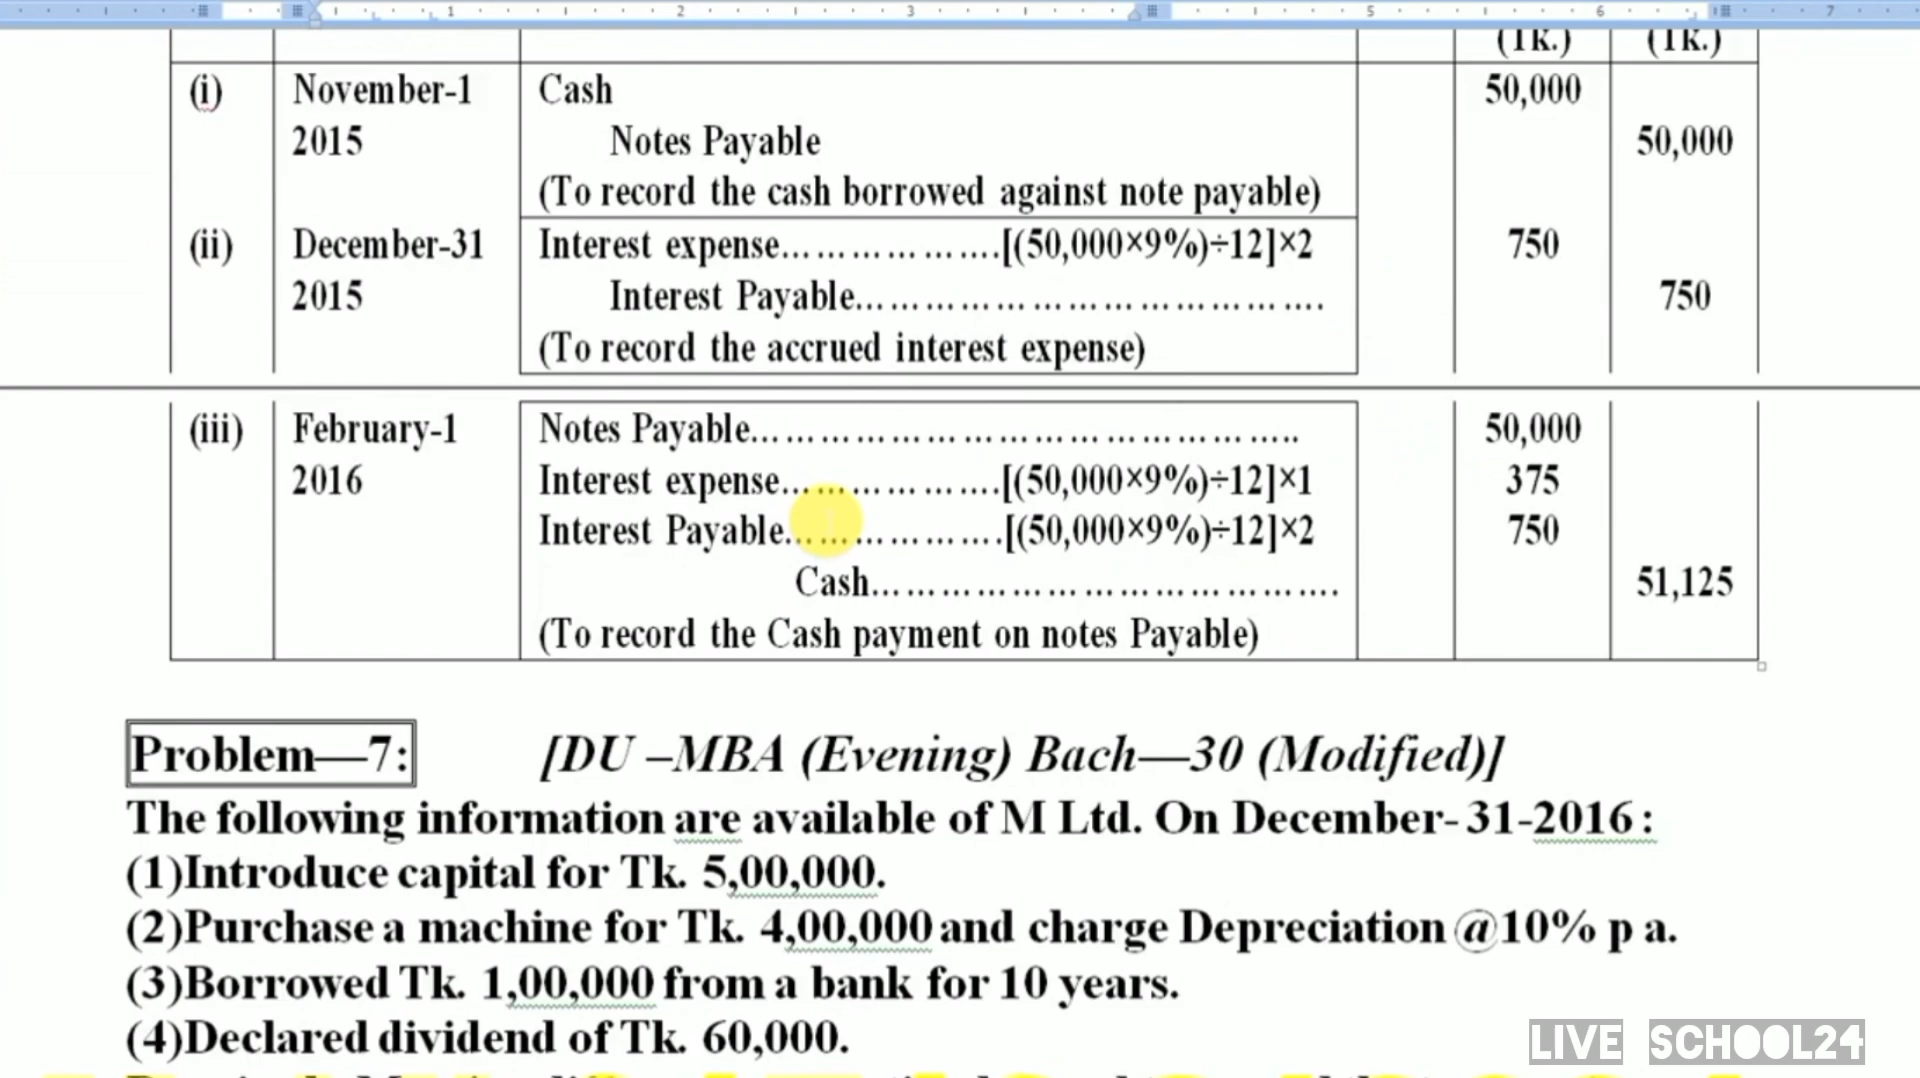 1 2 3 5 6 7
(Tk.) (Tk.)
(i) November-1 Cash 50,000
2015 Notes Payable 50,000
(To record the cash borrowed against note payable)
(ii) December-31 Interest expense………………….[(50,000×9%)÷12]×2 750
2015 Interest Payable…………………………………. 750
(To record the accrued interest expense)
(iii) February-1 Notes Payable…………………………………….. 50,000
2016 Interest expense………………….[(50,000×9%)÷12]×1 375
Interest Payable………………….[(50,000×9%)÷12]×2 750
Cash…………………………………. 51,125
(To record the Cash payment on notes Payable)
Problem—7: [DU –MBA (Evening) Bach—30 (Modified)]
The following information are available of M Ltd. On December-31-2016:
(1)Introduce capital for Tk. 5,00,000.
(2)Purchase a machine for Tk. 4,00,000 and charge Depreciation @10% p a.
(3)Borrowed Tk. 1,00,000 from a bank for 10 years.
(4)Declared dividend of Tk. 60,000.
LIVE SCHOOL24